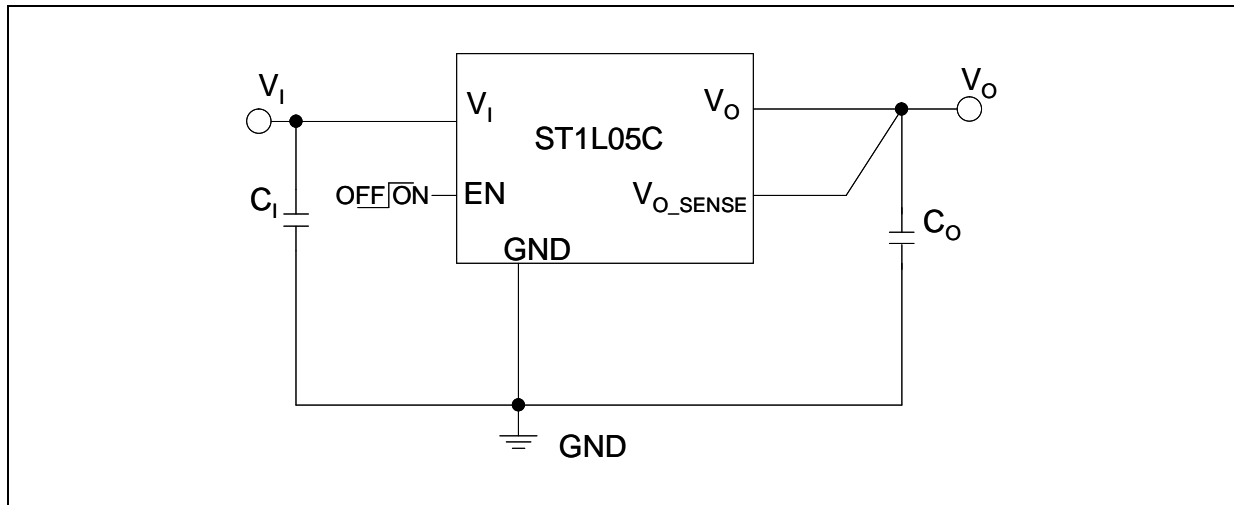 V_I
V_O
V_I
V_O
ST1L05C
C_I
OFF ON
EN
V_O_SENSE
C_O
GND
GND